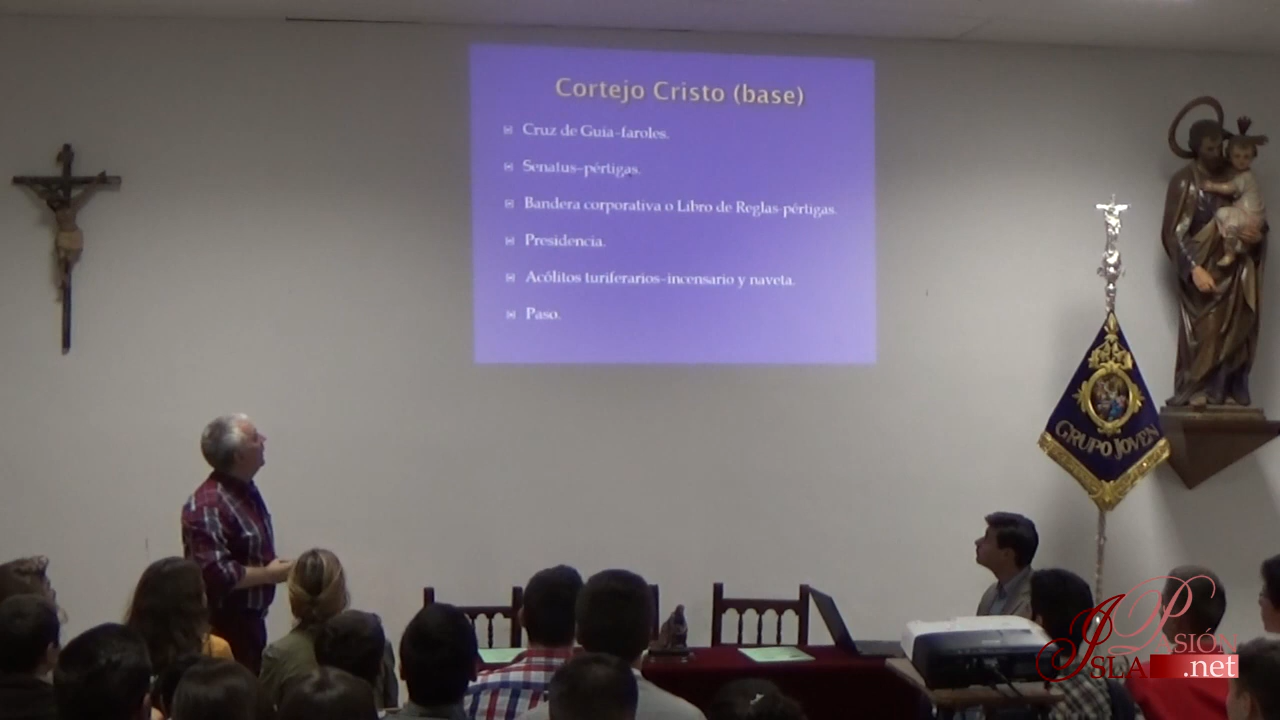 Cortejo Cristo (base)
Cruz de Guía-faroles.
Senatus-pértigas.
Bandera corporativa o Libro de Reglas-pértigas.
Presidencia.
Acólitos turiferarios-incensario y naveta.
Paso.
GRUPO JOVEN
ISLA PASIÓN
.net